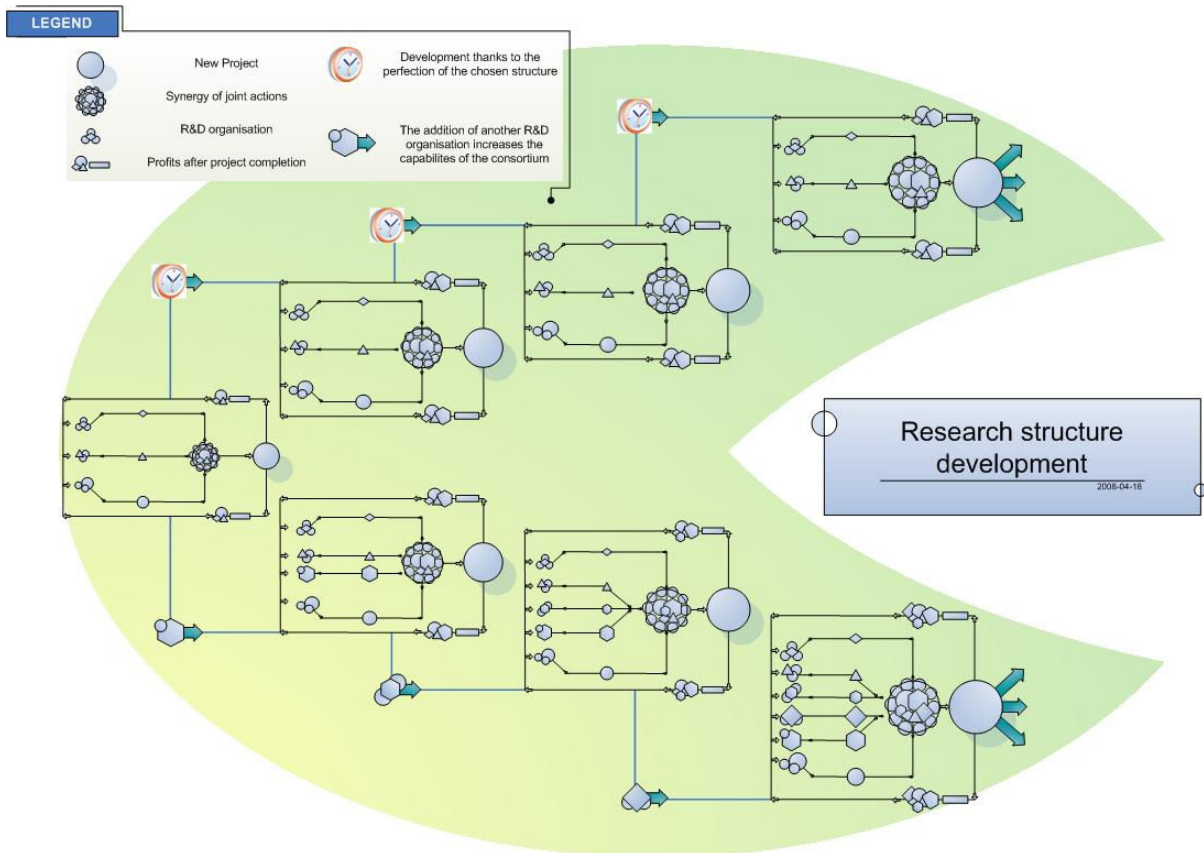 LEGEND
New Project
Synergy of joint actions
R&D organisation
Profits after project completion
Development thanks to the
perfection of the chosen structure
The addition of another R&D
organisation increases the
capabilites of the consortium
Research structure
development
2008-04-18